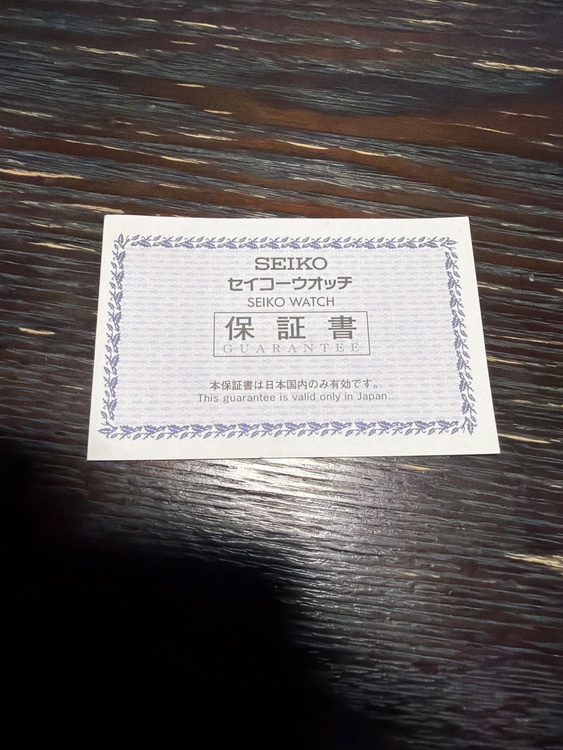 SEIKO
セイコーウオッチ
SEIKO WATCH
保証書
GUARANTEE
本保証書は日本国内のみ有効です。
This guarantee is valid only in Japan.